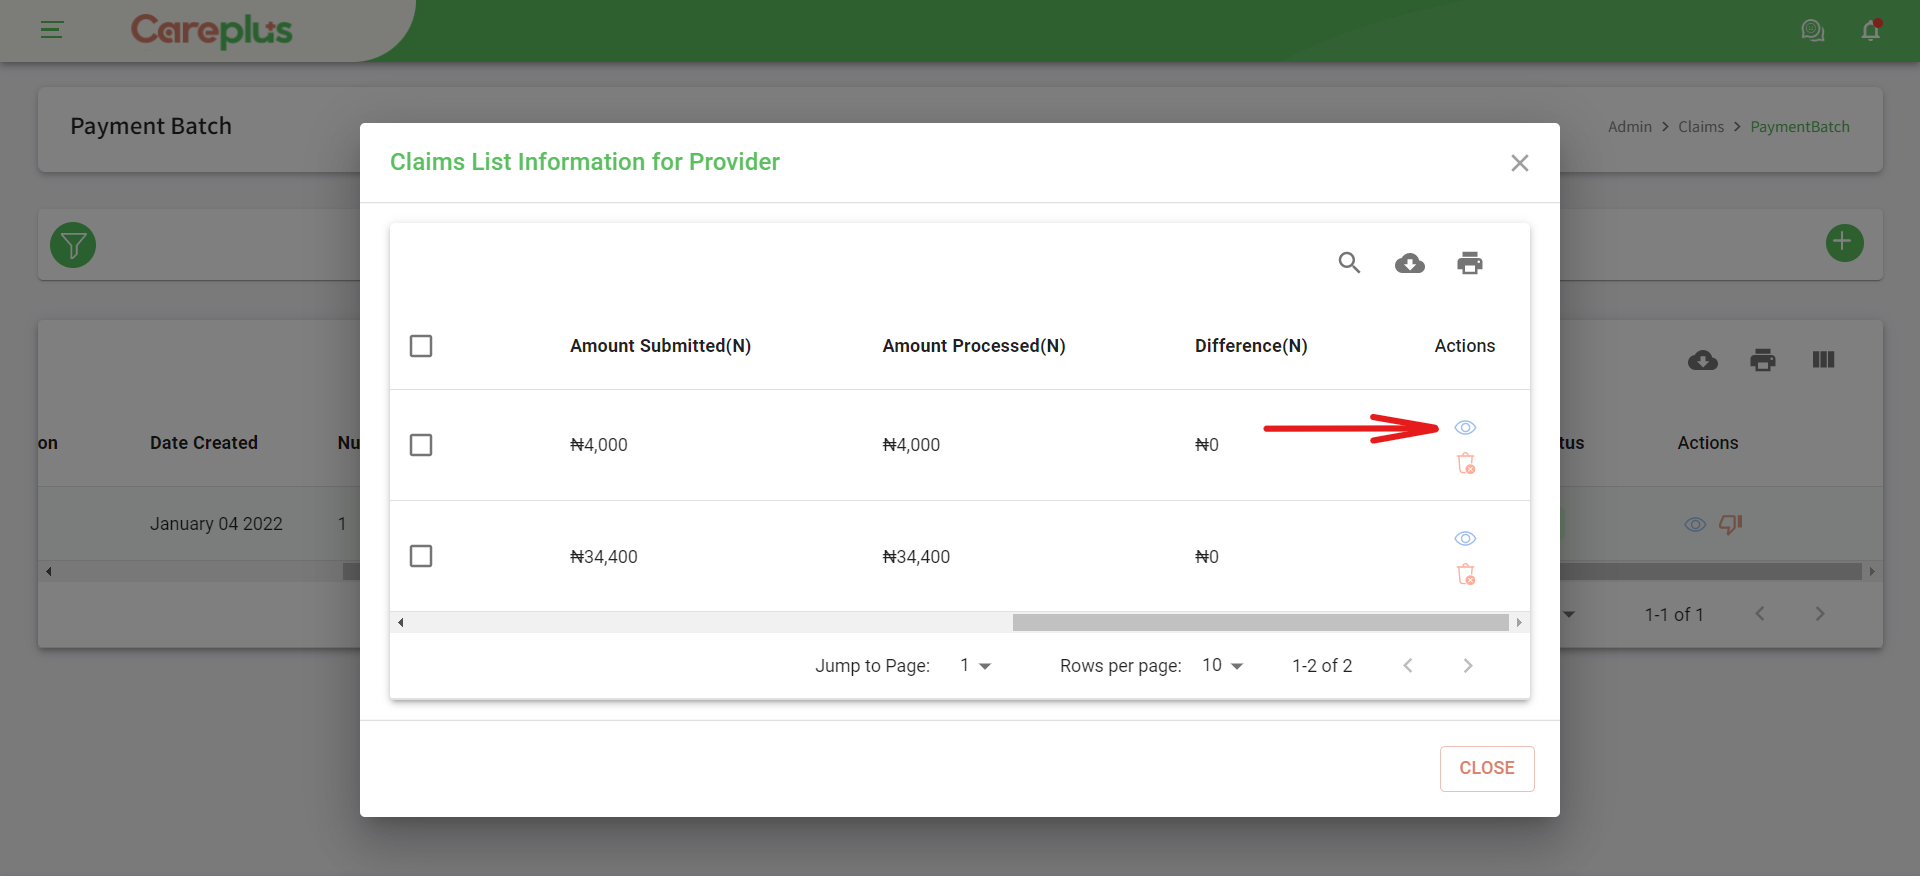 Careplus
Payment Batch
Admin > Claims > PaymentBatch
Claims List Information for Provider
Amount Submitted(N) Amount Processed(N) Difference(N) Actions
₦4,000 ₦4,000 ₦0
₦34,400 ₦34,400 ₦0
Jump to Page: 1 Rows per page: 10 1-2 of 2
CLOSE
on Date Created Nu tus Actions
January 04 2022 1
1-1 of 1